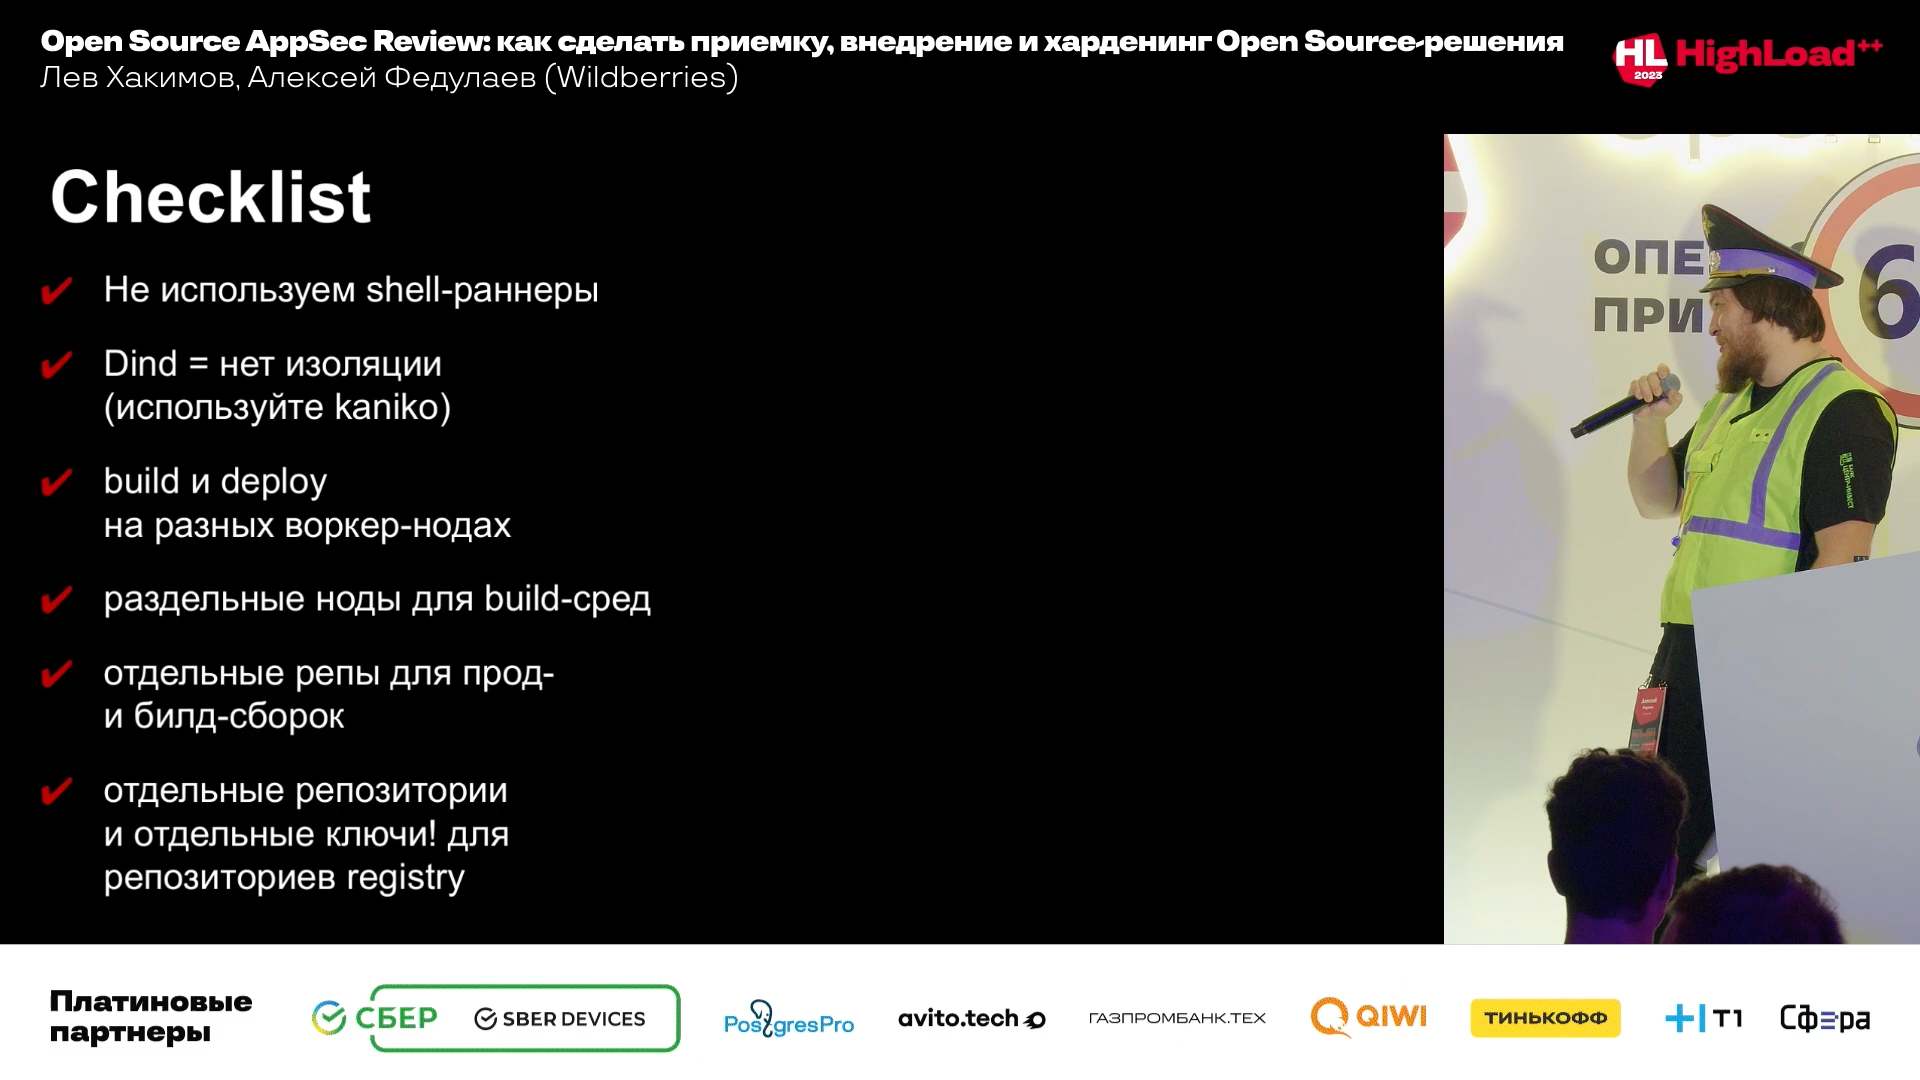 Open Source AppSec Review: как сделать приемку, внедрение и харденинг Open Source-решения
Лев Хакимов, Алексей Федулаев (Wildberries)
HL
2023
HighLoad++
Checklist
Не используем shell-раннеры
Dind = нет изоляции
(используйте kaniko)
build и deploy
на разных воркер-нодах
раздельные ноды для build-сред
отдельные репы для прод-
и билд-сборок
отдельные репозитории
и отдельные ключи! для
репозиториев registry
ОПЕ
ПРИ
6
Платиновые
партнеры
СБЕР
SBER DEVICES
PostgresPro
avito.tech
ГАЗПРОМБАНК.ТЕХ
QIWI
ТИНЬКОФФ
Т1
Сфера